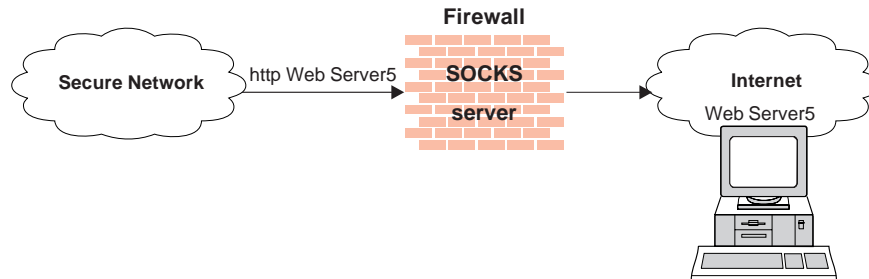 Firewall
Secure Network
http Web Server5
SOCKS
server
Internet
Web Server5